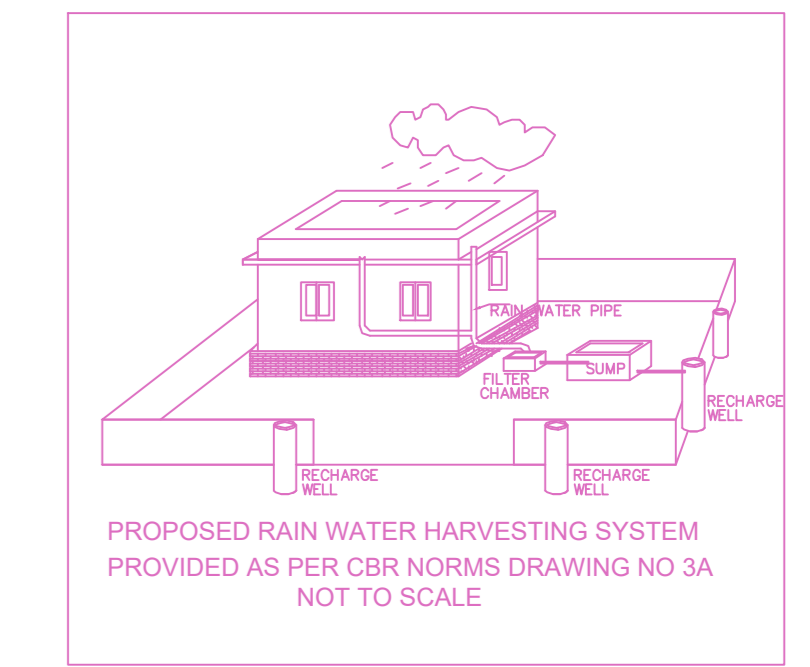 RAIN WATER PIPE
SUMP
FILTER
CHAMBER
RECHARGE
WELL
RECHARGE
WELL
RECHARGE
WELL
PROPOSED RAIN WATER HARVESTING SYSTEM
PROVIDED AS PER CBR NORMS DRAWING NO 3A
NOT TO SCALE